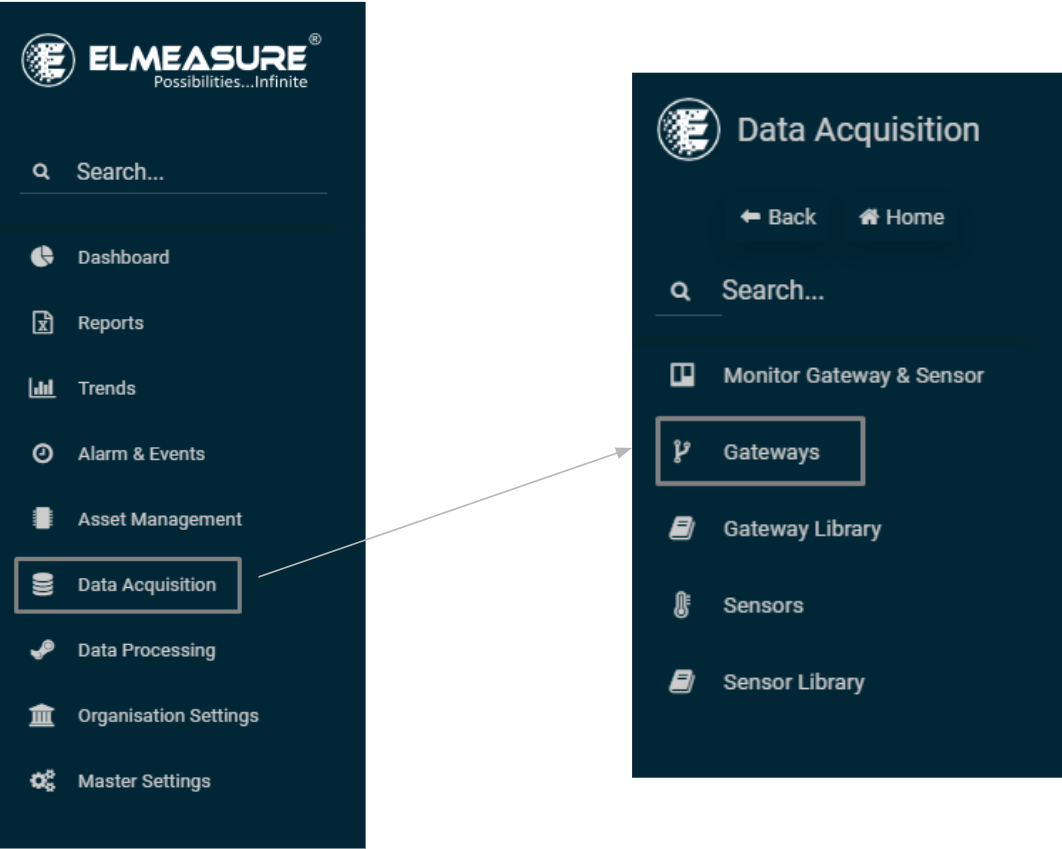 ELMEASURE®
Possibilities...Infinite
Search...
Dashboard
Reports
Trends
Alarm & Events
Asset Management
Data Acquisition
Data Processing
Organisation Settings
Master Settings
Data Acquisition
Back Home
Search...
Monitor Gateway & Sensor
Gateways
Gateway Library
Sensors
Sensor Library